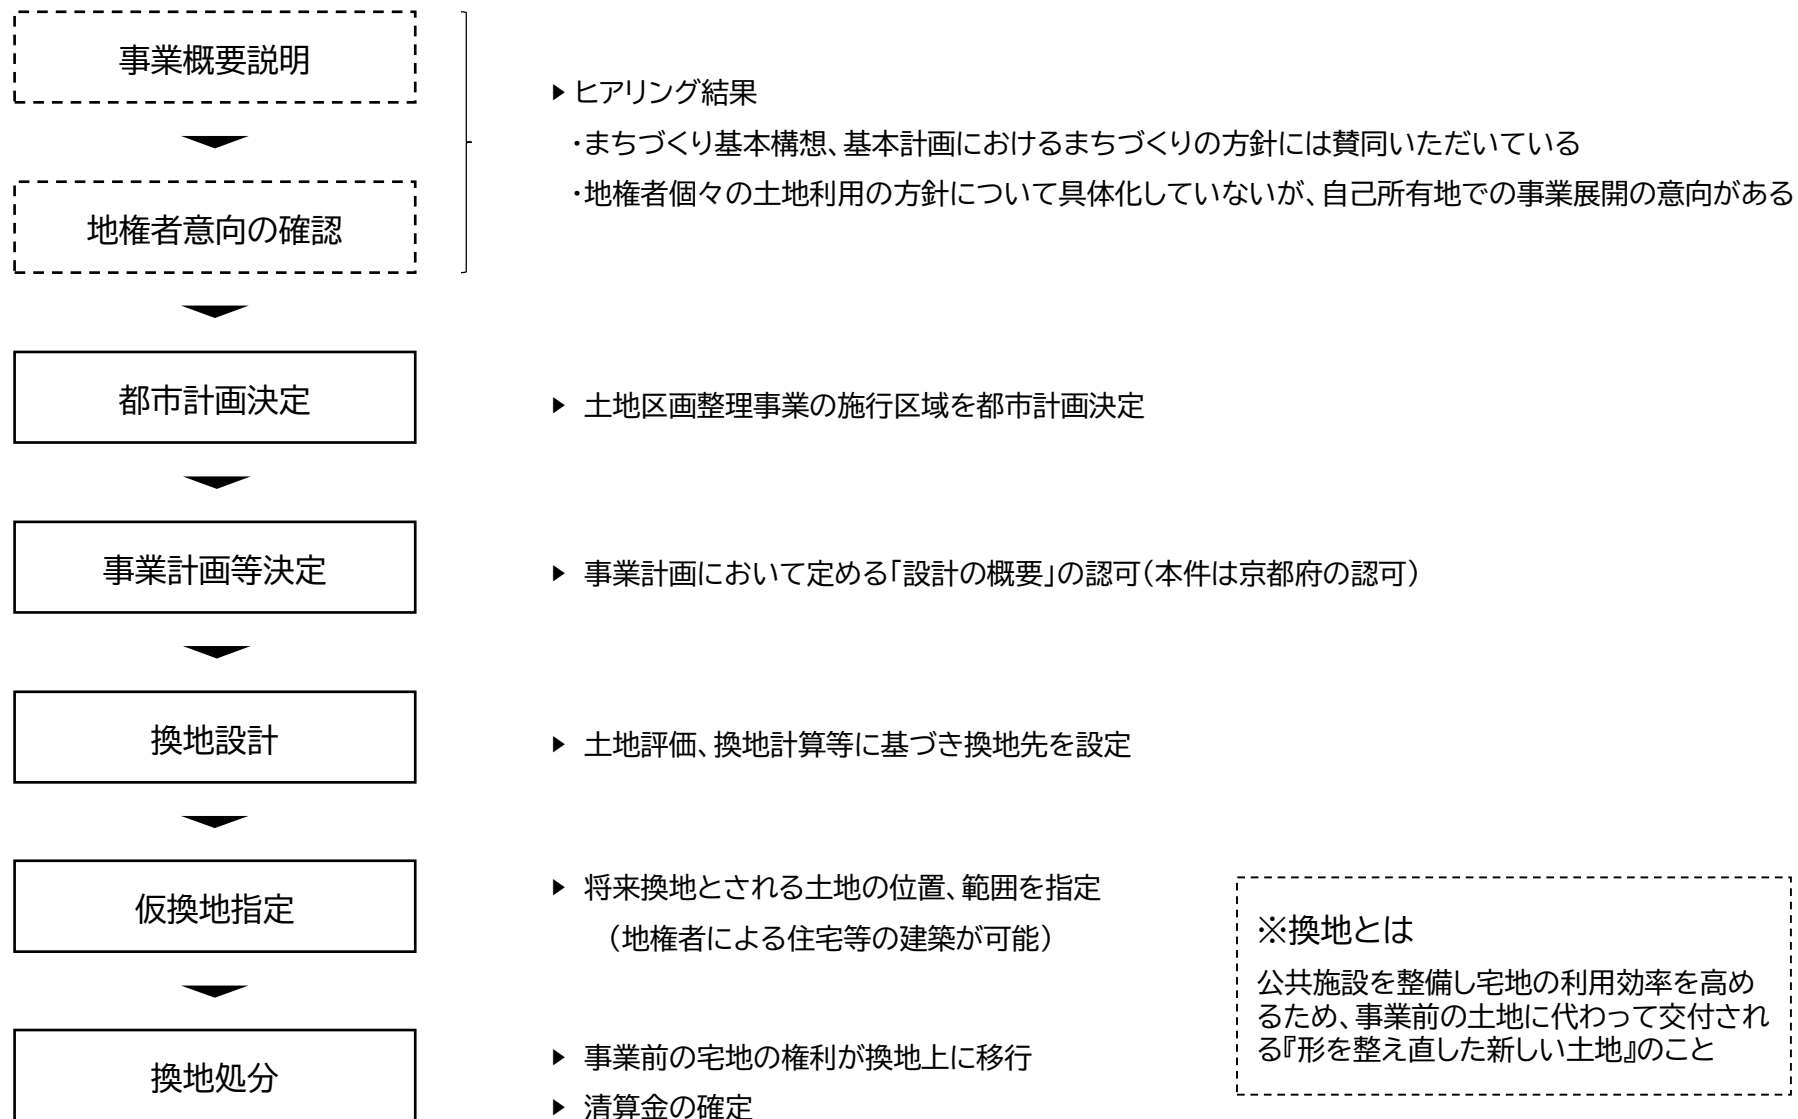 事業概要説明
▶ ヒアリング結果
・まちづくり基本構想、基本計画におけるまちづくりの方針には賛同いただいている
・地権者個々の土地利用の方針について具体化していないが、自己所有地での事業展開の意向がある
地権者意向の確認
都市計画決定
▶ 土地区画整理事業の施行区域を都市計画決定
事業計画等決定
▶ 事業計画において定める「設計の概要」の認可(本件は京都府の認可)
換地設計
▶ 土地評価、換地計算等に基づき換地先を設定
仮換地指定
▶ 将来換地とされる土地の位置、範囲を指定
(地権者による住宅等の建築が可能)
換地処分
▶ 事業前の宅地の権利が換地上に移行
▶ 清算金の確定
※換地とは
公共施設を整備し宅地の利用効率を高め
るため、事業前の土地に代わって交付され
る『形を整え直した新しい土地』のこと